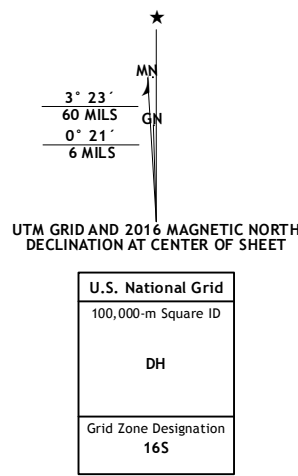 ★
MN
3° 23´
60 MILS
GN
0° 21´
6 MILS
UTM GRID AND 2016 MAGNETIC NORTH
DECLINATION AT CENTER OF SHEET
U.S. National Grid
100,000-m Square ID
DH
Grid Zone Designation
16S